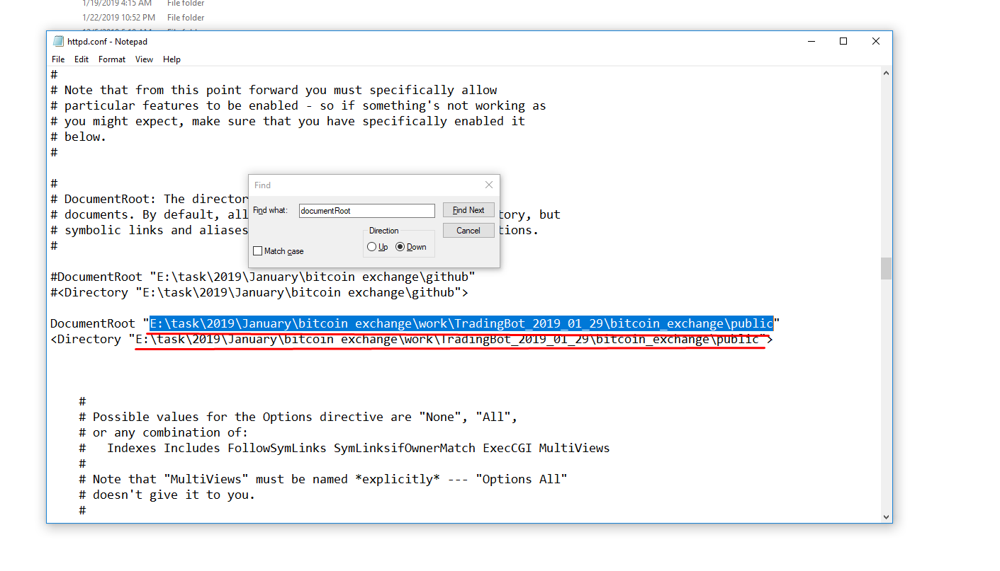 1/19/2019 4:15 AM File folder
1/22/2019 10:52 PM File folder
httpd.conf - Notepad
File Edit Format View Help
#
# Note that from this point forward you must specifically allow
# particular features to be enabled - so if something's not working as
# you might expect, make sure that you have specifically enabled it
# below.
#
#
# DocumentRoot: The director
# documents. By default, all tory, but
# symbolic links and aliases tions.
#
Find
Find what: documentRoot Find Next
Direction Cancel
Up Down
Match case
#DocumentRoot "E:\task\2019\January\bitcoin exchange\github"
#<Directory "E:\task\2019\January\bitcoin exchange\github">
DocumentRoot "E:\task\2019\January\bitcoin exchange\work\TradingBot_2019_01_29\bitcoin_exchange\public"
<Directory "E:\task\2019\January\bitcoin exchange\work\TradingBot_2019_01_29\bitcoin_exchange\public">
#
# Possible values for the Options directive are "None", "All",
# or any combination of:
#   Indexes Includes FollowSymLinks SymLinksifOwnerMatch ExecCGI MultiViews
#
# Note that "MultiViews" must be named *explicitly* --- "Options All"
# doesn't give it to you.
#